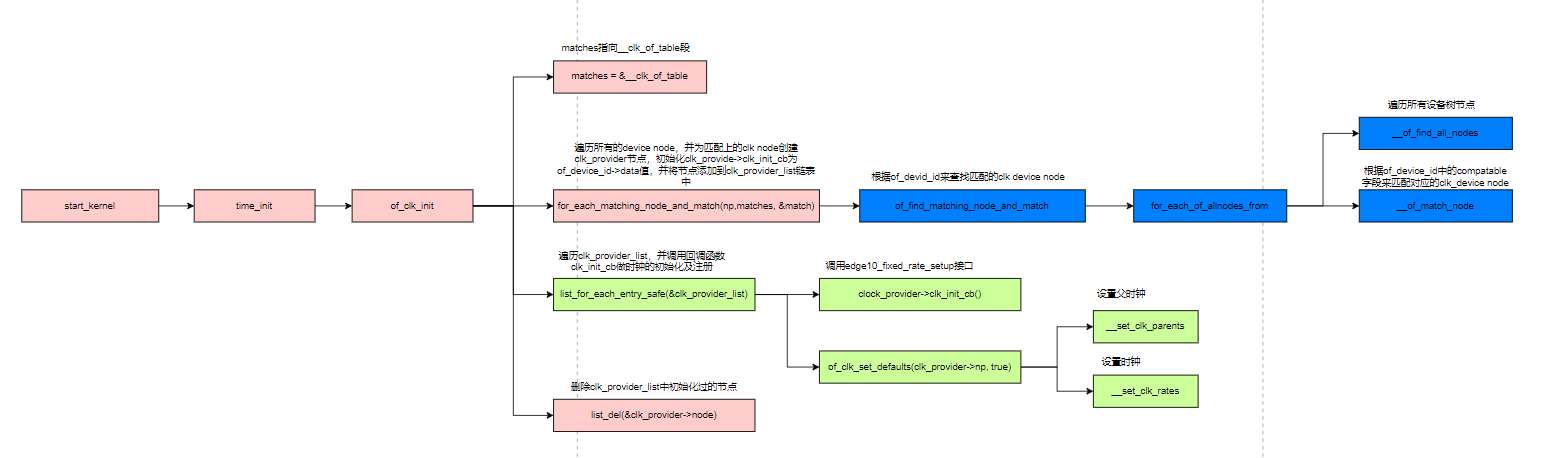 matches指向__clk_of_table段
matches = &__clk_of_table
遍历所有设备树节点
__of_find_all_nodes
遍历所有的device node，并为匹配上的clk node创建
clk_provider节点，初始化clk_provide->clk_init_cb为
of_device_id->data值，并将节点添加到clk_provider_list链表
中
根据of_devid_id来查找匹配的clk device node
根据of_device_id中的compatable
字段来匹配对应的clk_device node
start_kernel
time_init
of_clk_init
for_each_matching_node_and_match(np,matches, &match)
of_find_matching_node_and_match
for_each_of_allnodes_from
__of_match_node
遍历clk_provider_list，并调用回调函数
clk_init_cb做时钟的初始化及注册
调用edge10_fixed_rate_setup接口
list_for_each_entry_safe(&clk_provider_list)
clock_provider->clk_init_cb()
设置父时钟
__set_clk_parents
of_clk_set_defaults(clk_provider->np, true)
设置时钟
__set_clk_rates
删除clk_provider_list中初始化过的节点
list_del(&clk_provider->node)